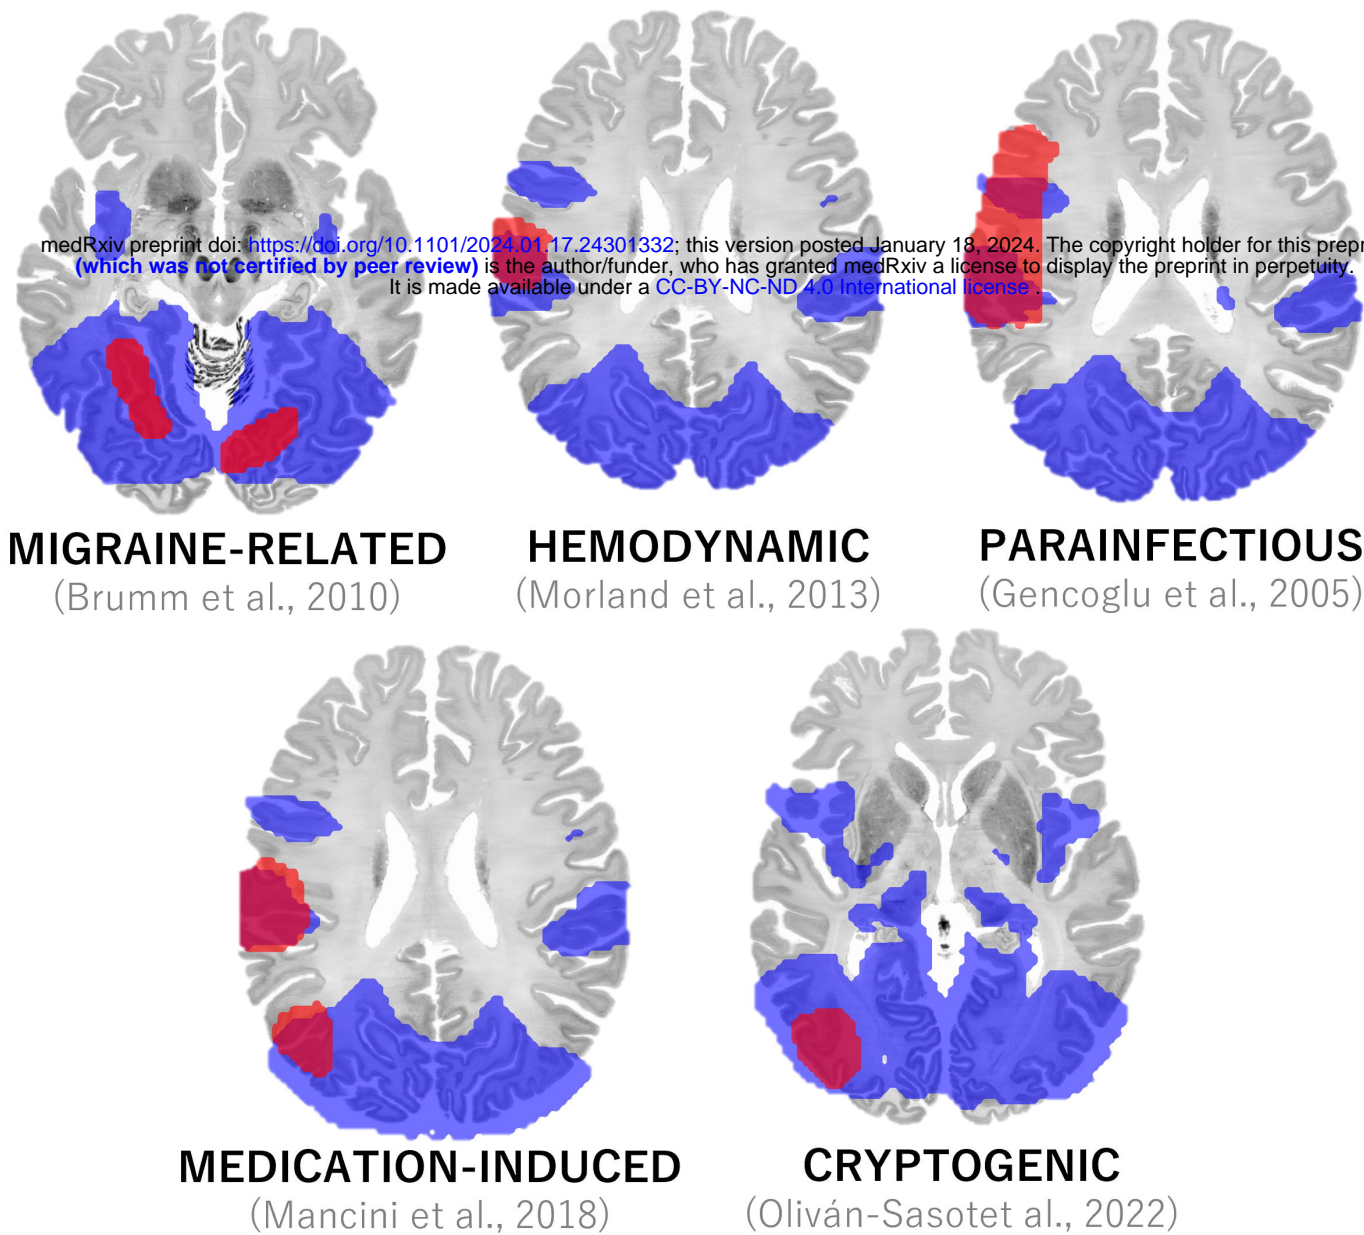 medRxiv preprint doi: https://doi.org/10.1101/2024.01.17.24301332; this version posted January 18, 2024. The copyright holder for this prepr
(which was not certified by peer review) is the author/funder, who has granted medRxiv a license to display the preprint in perpetuity.
It is made available under a CC-BY-NC-ND 4.0 International license .
MIGRAINE-RELATED
(Brumm et al., 2010)
HEMODYNAMIC
(Morland et al., 2013)
PARAINFECTIOUS
(Gencoglu et al., 2005)
MEDICATION-INDUCED
(Mancini et al., 2018)
CRYPTOGENIC
(Oliván-Sasotet al., 2022)